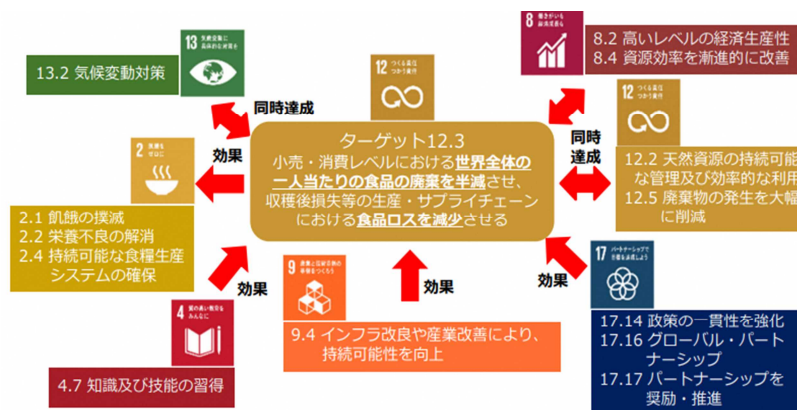 13 気候変動に
具体的な対策を
13.2 気候変動対策
12 つくる責任
つかう責任
8 働きがいも
経済成長も
8.2 高いレベルの経済生産性
8.4 資源効率を漸進的に改善
同時達成
12 つくる責任
つかう責任
同時
達成
12.2 天然資源の持続可能
な管理及び効率的な利用
12.5 廃棄物の発生を大幅
に削減
ターゲット12.3
小売・消費レベルにおける世界全体の
一人当たりの食品の廃棄を半減させ、
収穫後損失等の生産・サプライチェーン
における食品ロスを減少させる
効果
2 飢餓を
ゼロに
2.1 飢餓の撲滅
2.2 栄養不良の解消
2.4 持続可能な食糧生産
システムの確保
効果
4 質の高い教育を
みんなに
4.7 知識及び技能の習得
9 産業と技術革新の
基盤をつくろう
効果
9.4 インフラ改良や産業改善により、
持続可能性を向上
効果
17 パートナーシップで
目標を達成しよう
17.14 政策の一貫性を強化
17.16 グローバル・パート
ナーシップ
17.17 パートナーシップを
奨励・推進